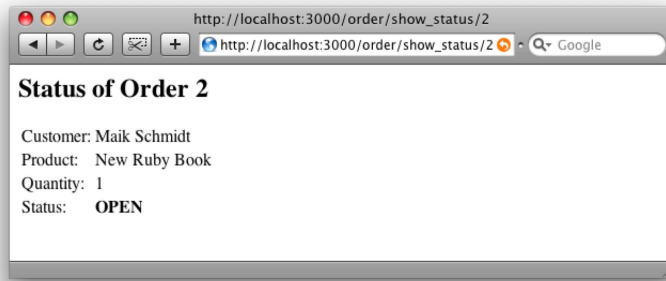 http://localhost:3000/order/show_status/2
http://localhost:3000/order/show_status/2
Google
Status of Order 2
Customer: Maik Schmidt
Product: New Ruby Book
Quantity: 1
Status: OPEN